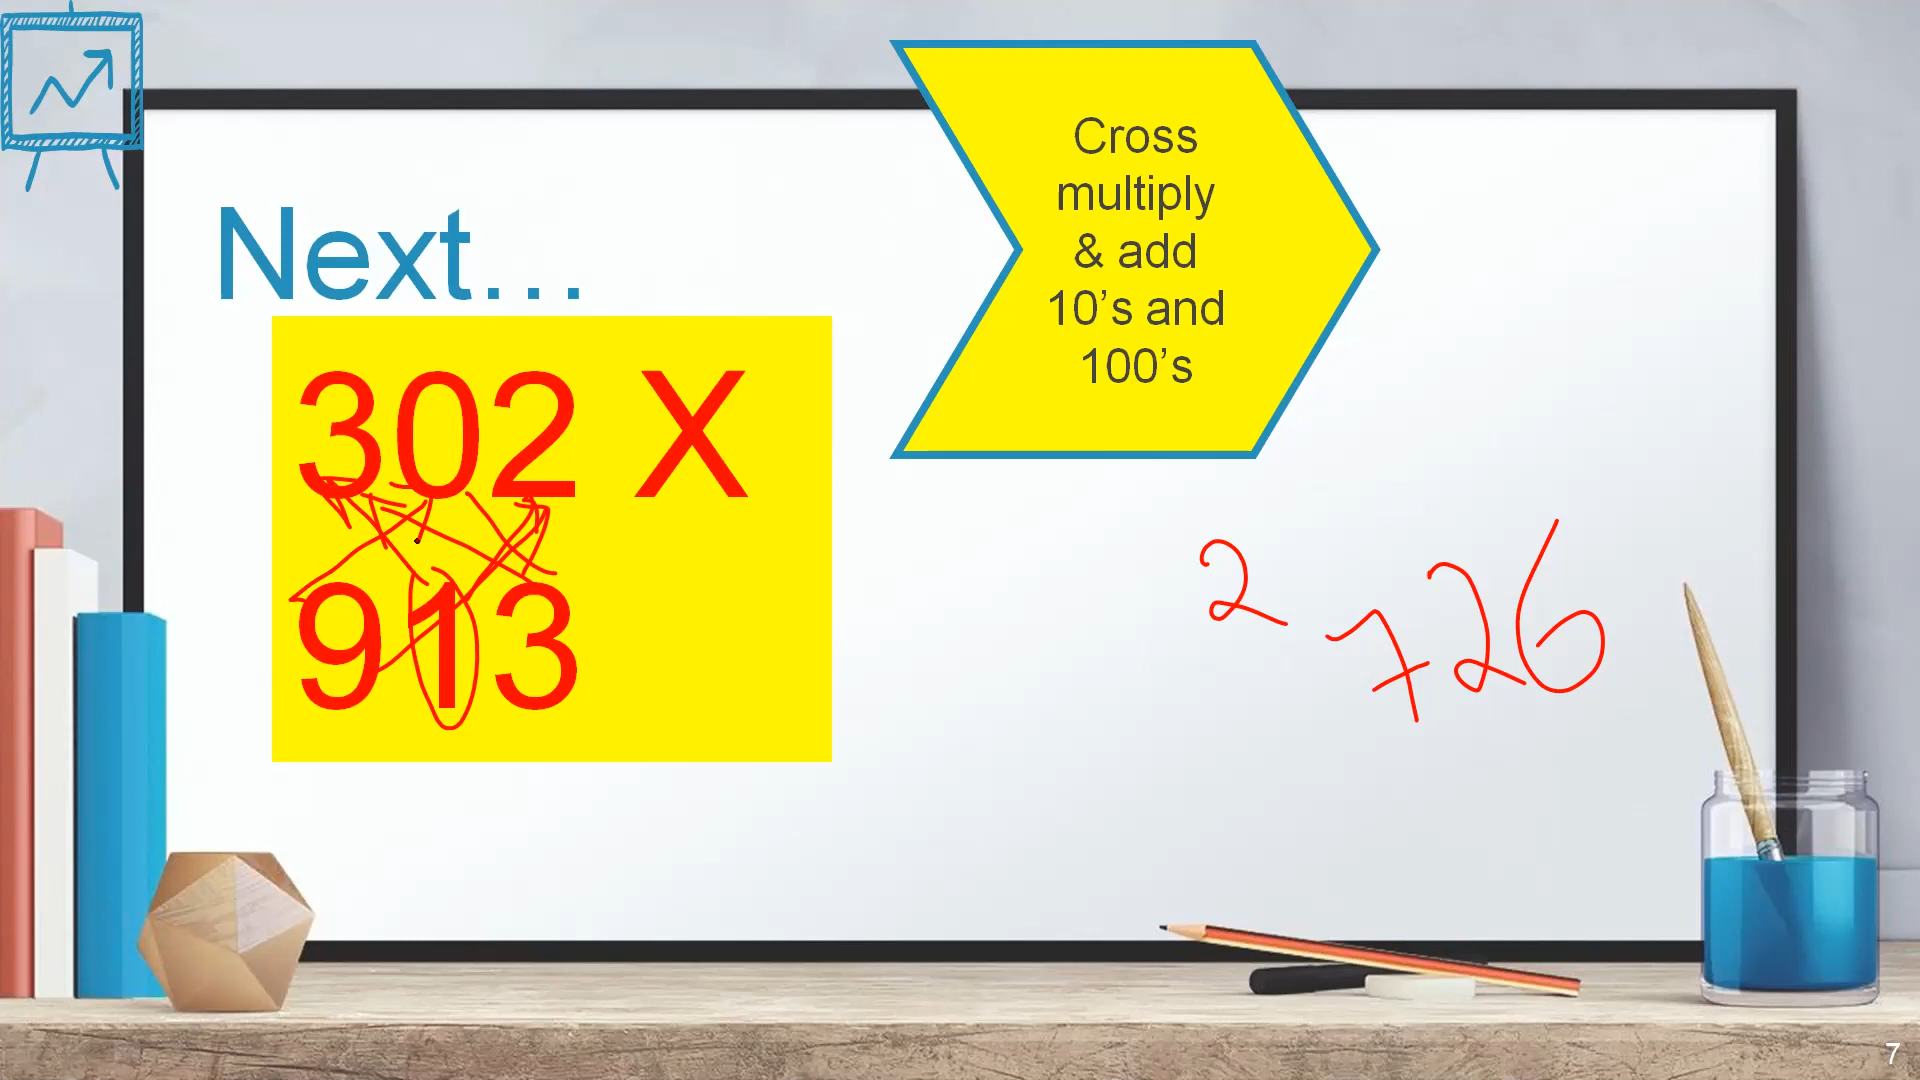 Next...
302 X
913
Cross
multiply
& add
10’s and
100’s
2 726
7